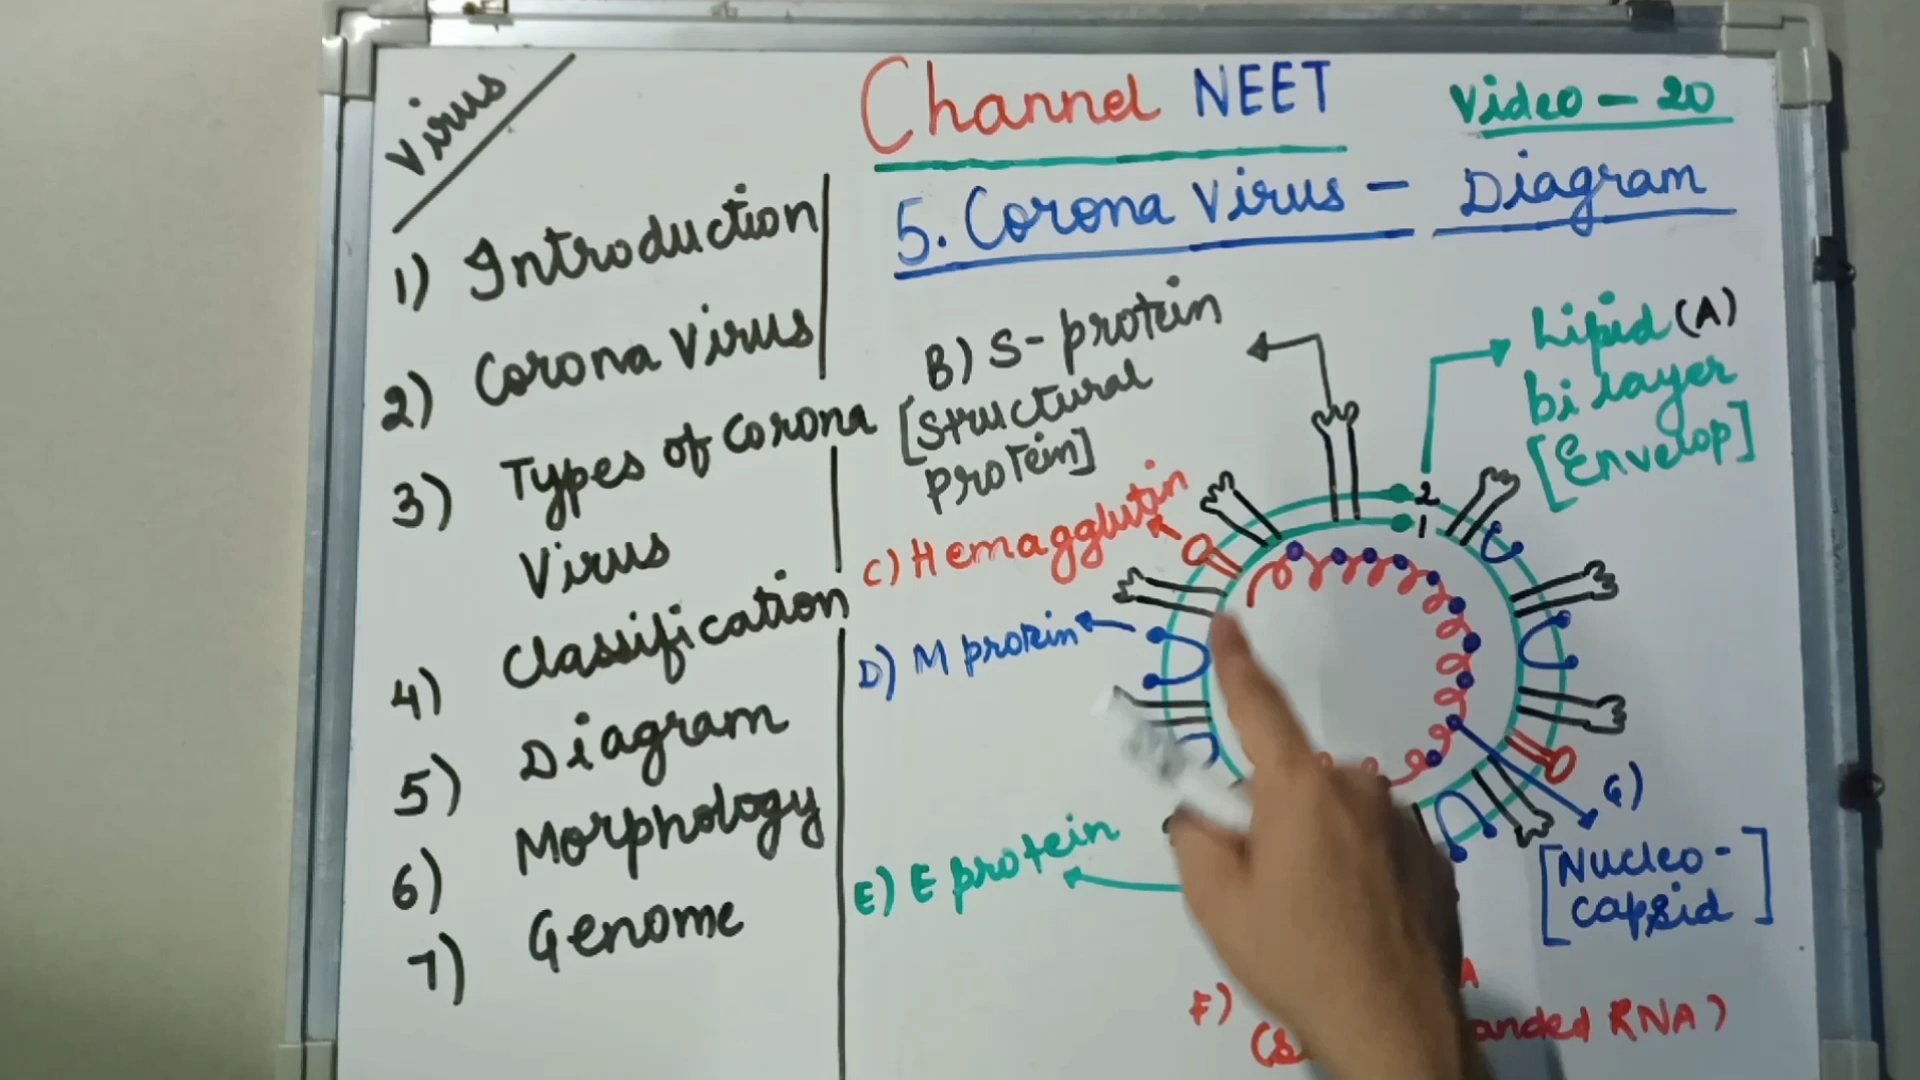 Virus
1) Introduction
2) Corona Virus
3) Types of Corona
Virus
4) Classification
5) Diagram
6) Morphology
7) Genome
Channel NEET
Video - 20
5. Corona Virus - Diagram
B) S- protein
[Structural
protein]
C) Hemagglutin
D) M protein
E) E protein
Lipid (A)
bi layer
[Envelop]
2
1
G)
[Nucleo-
capsid]
F)
A
RNA)